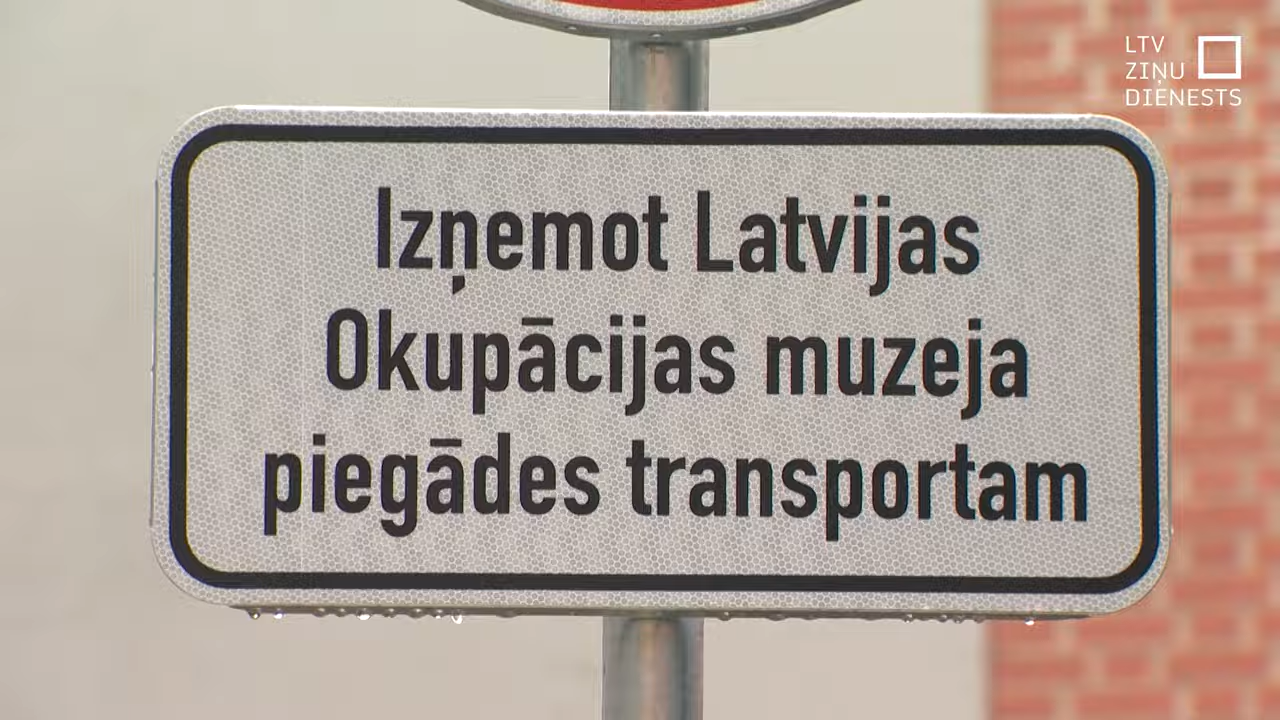 LTV
ZIŅU
DIENESTS
Izņemot Latvijas
Okupācijas muzeja
piegādes transportam